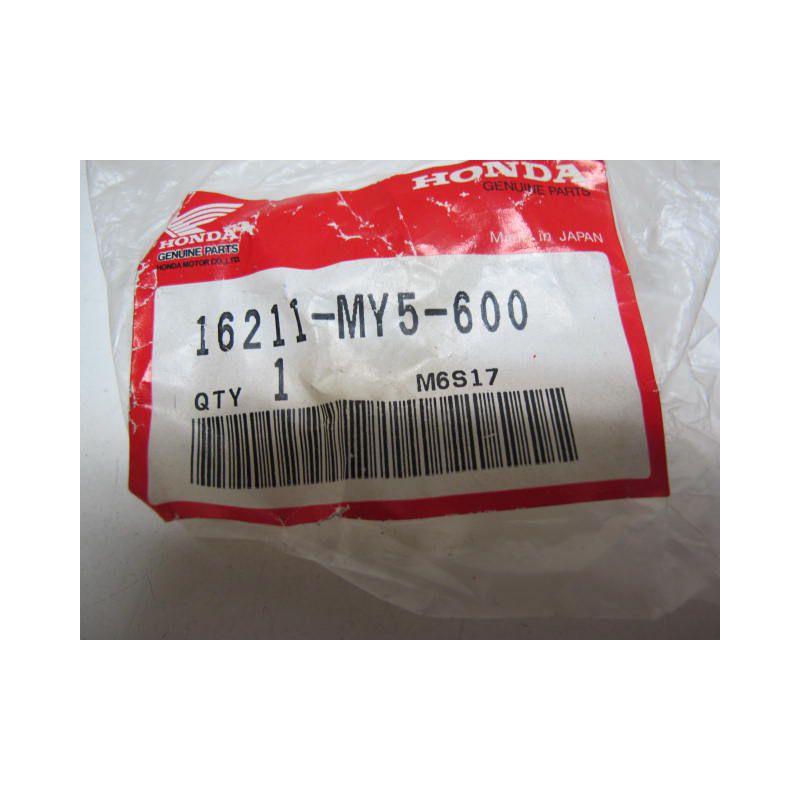 HONDA
GENUINE PARTS
Made in JAPAN
HONDA
GENUINE PARTS
HONDA MOTOR CO.,LTD.
16211-MY5-600
QTY 1 M6S17